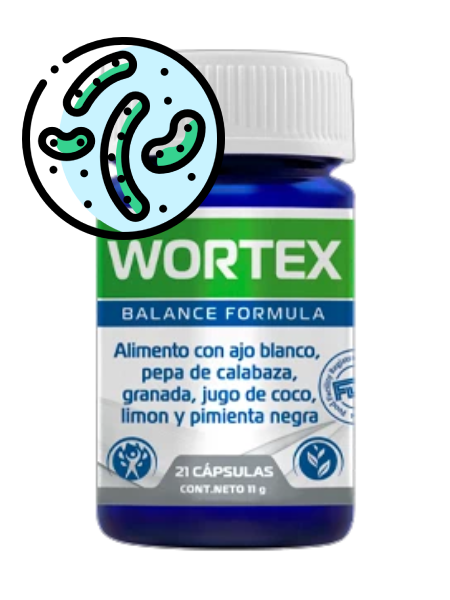 WORTEX
BALANCE FORMULA
Alimento con ajo blanco,
pepa de calabaza,
granada, jugo de coco,
limon y pimienta negra
21 CÁPSULAS
CONT.NETO 11 g